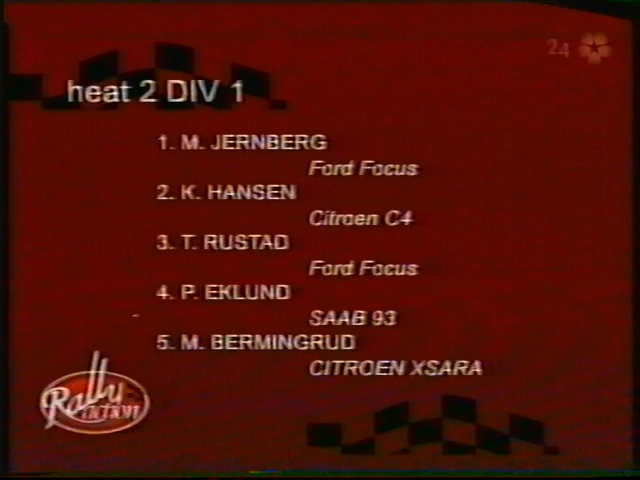 24
heat 2 DIV 1
1. M. JERNBERG
Ford Focus
2. K. HANSEN
Citroen C4
3. T. RUSTAD
Ford Focus
4. P. EKLUND
SAAB 93
5. M. BERMINGRUD
CITROEN XSARA
Rally
action